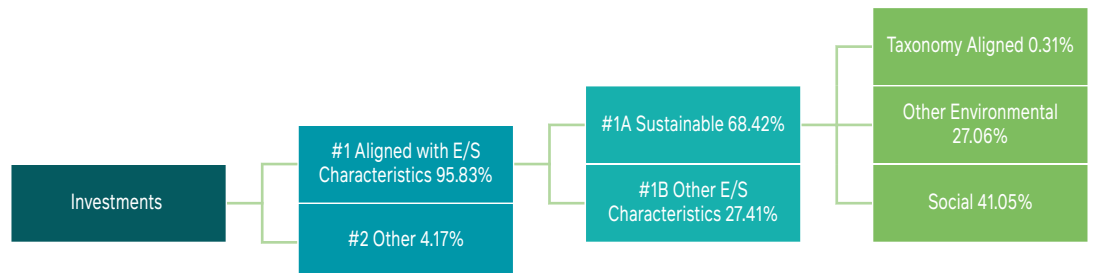 Investments
#1 Aligned with E/S
Characteristics 95.83%
#2 Other 4.17%
#1A Sustainable 68.42%
#1B Other E/S
Characteristics 27.41%
Taxonomy Aligned 0.31%
Other Environmental
27.06%
Social 41.05%